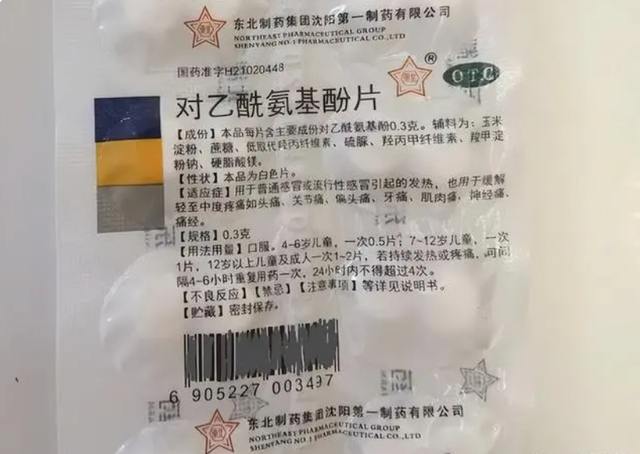 东北制药集团沈阳第一制药有限公司
NORTHEAST PHARMACEUTICAL GROUP
SHENYANG NO.1 PHARMACEUTICAL CO.,LTD
国药准字H21020448
® OTC
对乙酰氨基酚片
【成份】本品每片含主要成份对乙酰氨基酚0.3克。辅料为:玉米
淀粉、蔗糖、低取代羟丙纤维素、硫脲、羟丙甲纤维素、羧甲淀
粉钠、硬脂酸镁。
【性状】本品为白色片。
【适应症】用于普通感冒或流行性感冒引起的发热,也用于缓解
轻至中度疼痛如头痛、关节痛、偏头痛、牙痛、肌肉痛、神经痛、
痛经。
【规格】0.3克
【用法用量】口服。4-6岁儿童,一次0.5片;7-12岁儿童,一次
1片,12岁以上儿童及成人一次1-2片,若持续发热或疼痛,可间
隔4-6小时重复用药一次,24小时内不得超过4次。
【不良反应】【禁忌】【注意事项】等详见说明书。
【贮藏】密封保存。
6 905227 003497
东北制药集团沈阳第一制药有限公司
NORTHEAST PHARMACEUTICAL GROUP
SHENYANG NO.1 PHARMACEUTICAL CO.,LTD